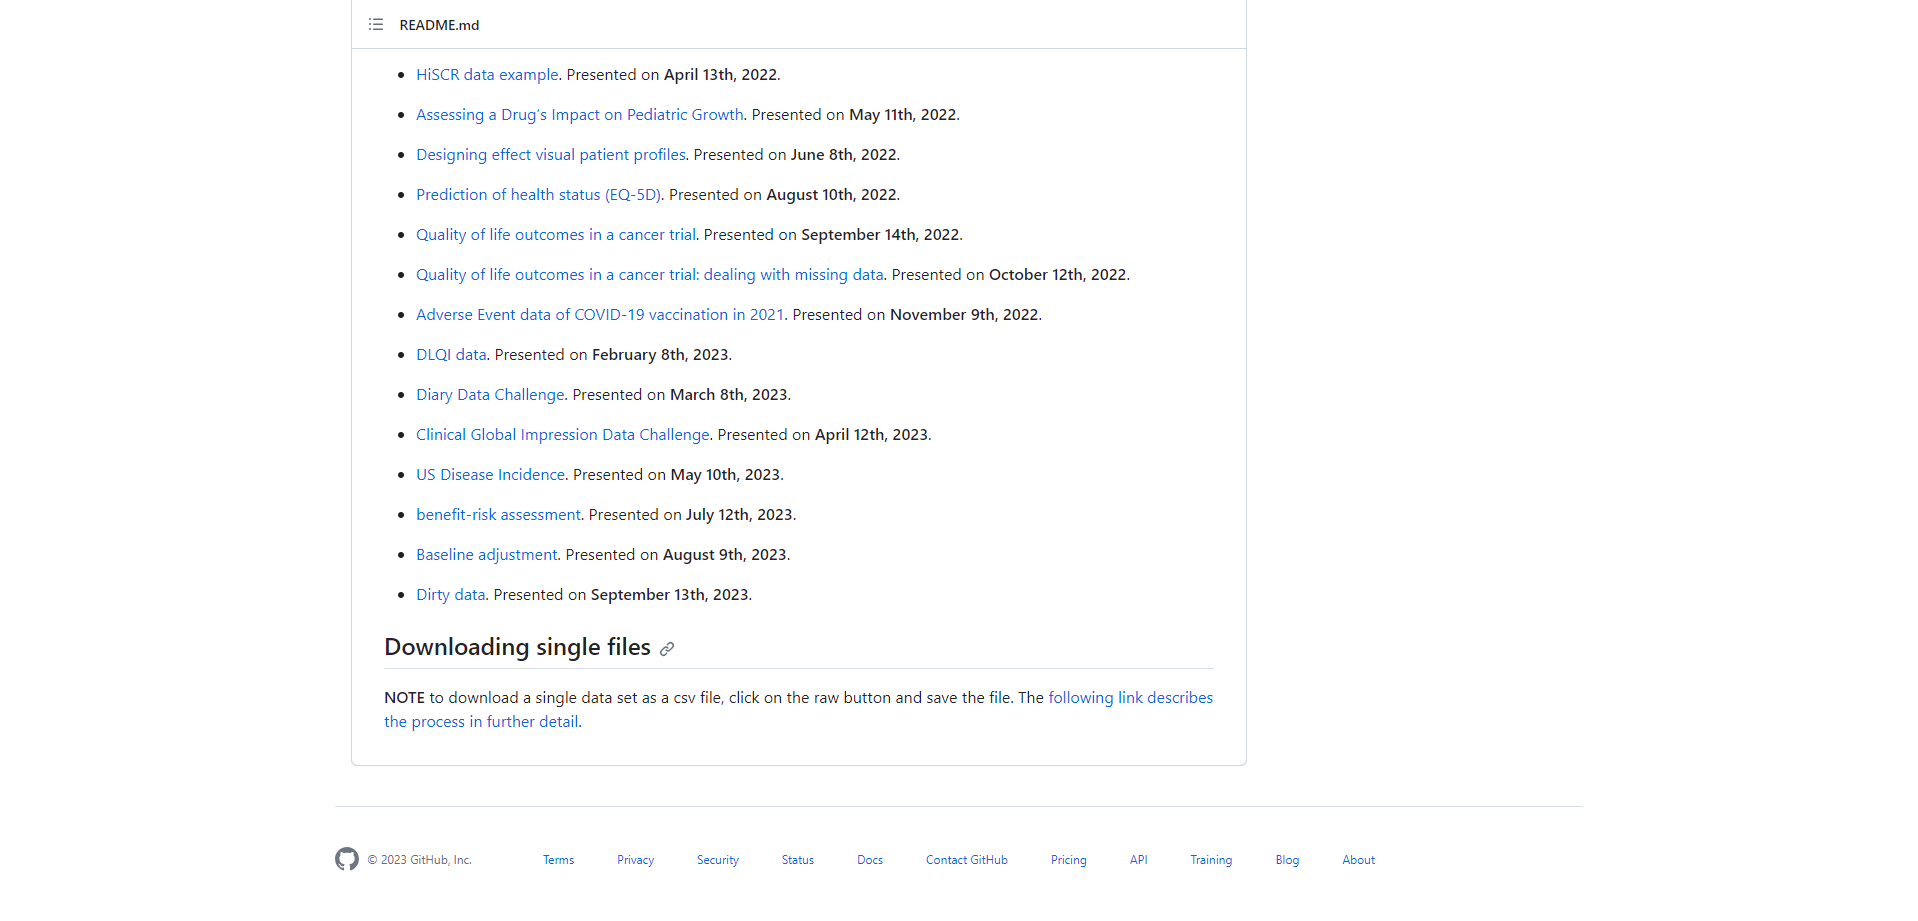 README.md
HiSCR data example. Presented on April 13th, 2022.
Assessing a Drug's Impact on Pediatric Growth. Presented on May 11th, 2022.
Designing effect visual patient profiles. Presented on June 8th, 2022.
Prediction of health status (EQ-5D). Presented on August 10th, 2022.
Quality of life outcomes in a cancer trial. Presented on September 14th, 2022.
Quality of life outcomes in a cancer trial: dealing with missing data. Presented on October 12th, 2022.
Adverse Event data of COVID-19 vaccination in 2021. Presented on November 9th, 2022.
DLQI data. Presented on February 8th, 2023.
Diary Data Challenge. Presented on March 8th, 2023.
Clinical Global Impression Data Challenge. Presented on April 12th, 2023.
US Disease Incidence. Presented on May 10th, 2023.
benefit-risk assessment. Presented on July 12th, 2023.
Baseline adjustment. Presented on August 9th, 2023.
Dirty data. Presented on September 13th, 2023.
Downloading single files
NOTE to download a single data set as a csv file, click on the raw button and save the file. The following link describes
the process in further detail.
© 2023 GitHub, Inc. Terms Privacy Security Status Docs Contact GitHub Pricing API Training Blog About